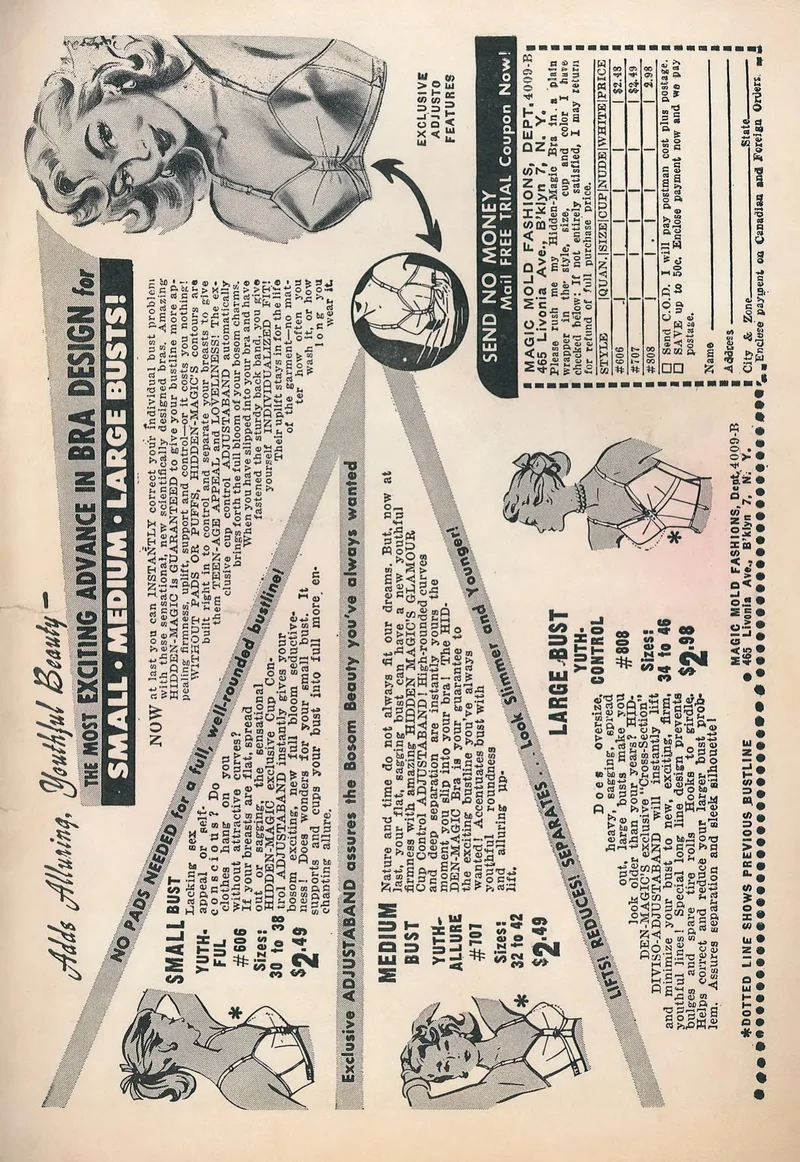 Adds Alluring, Youthful Beauty—
THE MOST EXCITING ADVANCE IN BRA DESIGN for
SMALL • MEDIUM • LARGE BUSTS!
NOW at last you can INSTANTLY correct your individual bust problem
with these sensational, new scientifically designed bras. Amazing
HIDDEN-MAGIC is GUARANTEED to give your bustline more ap-
pealing firmness, uplift, support and control—or it costs you nothing!
WITHOUT PADS OR PUFFS, HIDDEN-MAGIC'S contours are
built right in to control and separate your breasts to give
them TEEN-AGE APPEAL and LOVELINESS! The ex-
clusive cup control ADJUSTABAND automatically
brings forth the full bloom of your bosom charms.
When you have slipped into your bra and have
fastened the sturdy back band, you give
yourself INDIVIDUALIZED FIT!
Their uplift stays in for the life
of the garment—no mat-
ter how often you
wash it, or how
long you
wear it.
EXCLUSIVE
ADJUSTO
FEATURES
NO PADS NEEDED for a full, well-rounded bustline!
SMALL BUST
YUTH-
FUL
#606
Sizes:
30 to 38
$2.49
Lacking sex
appeal or self-
conscious? Do
clothes hang on you
without attractive curves?
If your breasts are flat, spread
out or sagging, the sensational
HIDDEN-MAGIC exclusive Cup Con-
trol ADJUSTABAND instantly gives your
bosom exciting, new full bloom seductive-
ness! Does wonders for your small bust. It
supports and cups your bust into full more en-
chanting allure.
*
Exclusive ADJUSTABAND assures the Bosom Beauty you've always wanted
MEDIUM
BUST
YUTH-
ALLURE
#707
Sizes:
32 to 42
$2.49
Nature and time do not always fit our dreams. But, now at
last, your flat, sagging bust can have a new youthful
firmness with amazing HIDDEN MAGIC'S GLAMOUR
Cup Control ADJUSTABAND! High-rounded curves
and deep separation are instantly yours the
moment you slip into your bra! The HID-
DEN-MAGIC Bra is your guarantee to
the exciting bustline you've always
wanted! Accentuates bust with
youthful roundness
and alluring up-
lift.
*
LIFTS! REDUCES! SEPARATES . . . Look Slimmer and Younger!
LARGE BUST
YUTH-
CONTROL
#808
Sizes:
34 to 46
$2.98
Does oversize,
heavy, sagging, spread
out, large busts make you
look older than your years? HID-
DEN-MAGIC'S exclusive "Cross-Section"
DIVISO-ADJUSTABAND will instantly lift
and minimize your bust to new, exciting, firm,
youthful lines! Special long line design prevents
bulges and spare tire rolls. Hooks to girdle.
Helps correct and reduce your larger bust prob-
lem. Assures separation and sleek silhouette!
*
*DOTTED LINE SHOWS PREVIOUS BUSTLINE
MAGIC MOLD FASHIONS, Dept. 4009-B
465 Livonia Ave., B'klyn 7, N. Y.
SEND NO MONEY
Mail FREE TRIAL Coupon Now!
MAGIC MOLD FASHIONS, DEPT. 4009-B
465 Livonia Ave., B'klyn 7, N. Y.
Please rush me my Hidden-Magic Bra in a plain
wrapper in the style, size, cup and color I have
checked below: If not entirely satisfied, I may return
for refund of full purchase price.
STYLE QUAN. SIZE CUP NUDE WHITE PRICE
#606 $2.48
#707 $2.49
#808 2.98
Send C.O.D. I will pay postman cost plus postage.
SAVE up to 50c. Enclose payment now and we pay
postage.
Name
Address
City & Zone State
Enclose payment on Canadian and Foreign Orders.